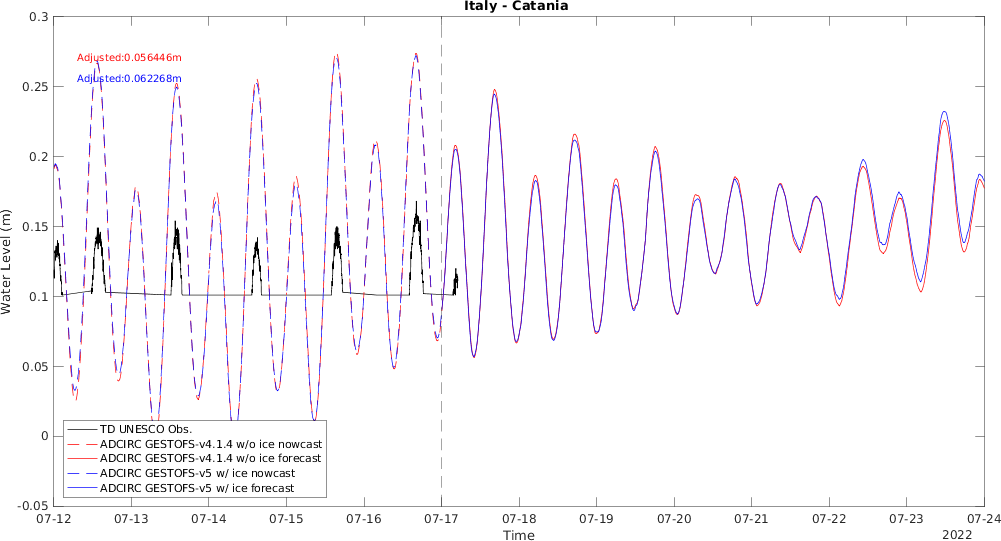 Italy - Catania
Adjusted:0.056446m
Adjusted:0.062268m
Water Level (m)
0.3
0.25
0.2
0.15
0.1
0.05
0
-0.05
TD UNESCO Obs.
ADCIRC GESTOFS-v4.1.4 w/o ice nowcast
ADCIRC GESTOFS-v4.1.4 w/o ice forecast
ADCIRC GESTOFS-v5 w/ ice nowcast
ADCIRC GESTOFS-v5 w/ ice forecast
07-12 07-13 07-14 07-15 07-16 07-17 07-18 07-19 07-20 07-21 07-22 07-23 07-24
Time
2022